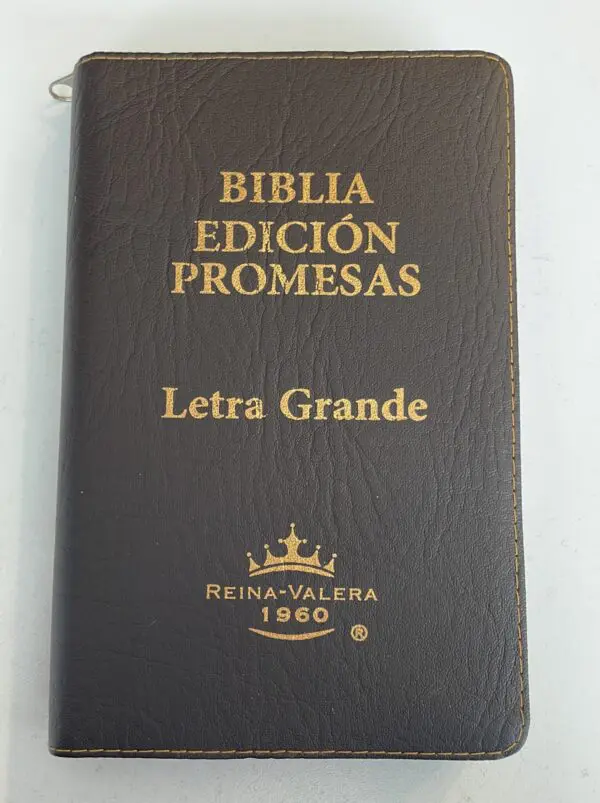 BIBLIA
EDICIÓN
PROMESAS
Letra Grande
REINA-VALERA
1960
®